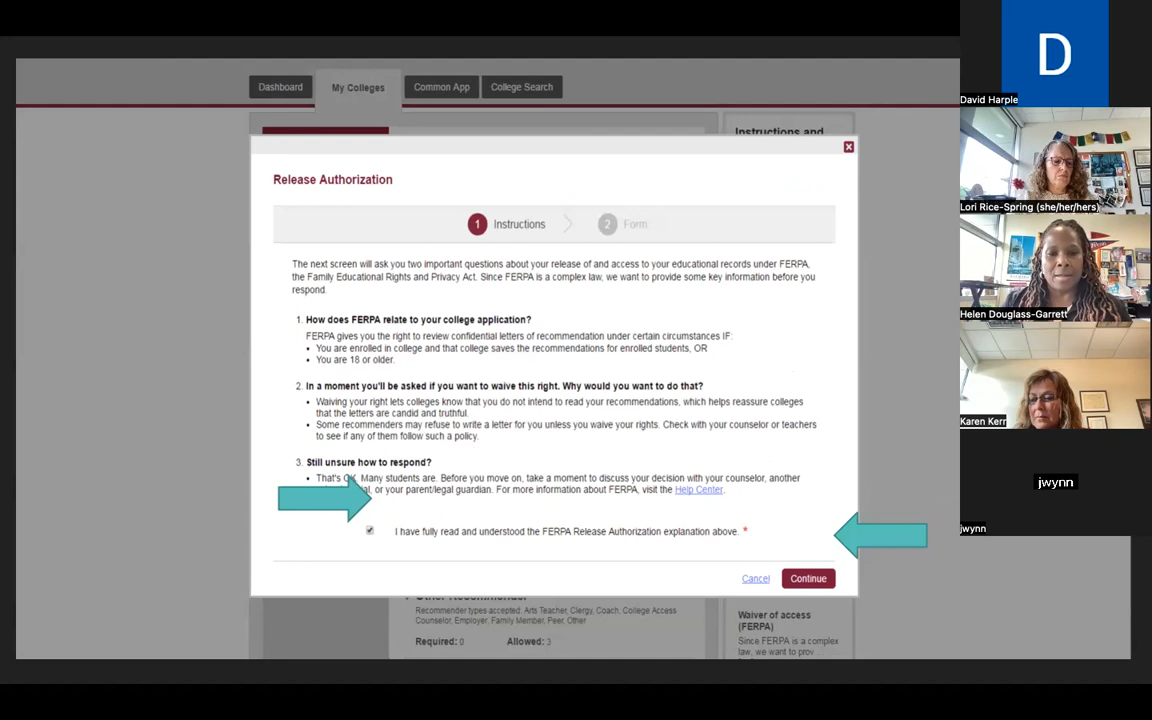 Dashboard
My Colleges
Common App
College Search
Instructions and
Release Authorization
1 Instructions
2 Form
The next screen will ask you two important questions about your release of and access to your educational records under FERPA,
the Family Educational Rights and Privacy Act. Since FERPA is a complex law, we want to provide some key information before you
respond.
1. How does FERPA relate to your college application?
FERPA gives you the right to review confidential letters of recommendation under certain circumstances IF:
• You are enrolled in college and that college saves the recommendations for enrolled students, OR
• You are 18 or older.
2. In a moment you'll be asked if you want to waive this right. Why would you want to do that?
• Waiving your right lets colleges know that you do not intend to read your recommendations, which helps reassure colleges
that the letters are candid and truthful.
• Some recommenders may refuse to write a letter for you unless you waive your rights. Check with your counselor or teachers
to see if any of them follow such a policy.
3. Still unsure how to respond?
• That's OK. Many students are. Before you move on, take a moment to discuss your decision with your counselor, another
or your parent/legal guardian. For more information about FERPA, visit the Help Center.
I have fully read and understood the FERPA Release Authorization explanation above. *
Cancel
Continue
Other Recommender
Recommender types accepted: Arts Teacher, Clergy, Coach, College Access
Counselor, Employer, Family Member, Peer, Other
Required: 0
Allowed: 3
Waiver of access
(FERPA)
Since FERPA is a complex
law, we want to prov
D
David Harple
Lori Rice-Spring (she/her/hers)
Helen Douglass-Garrett
Karen Kerr
jwynn
jwynn